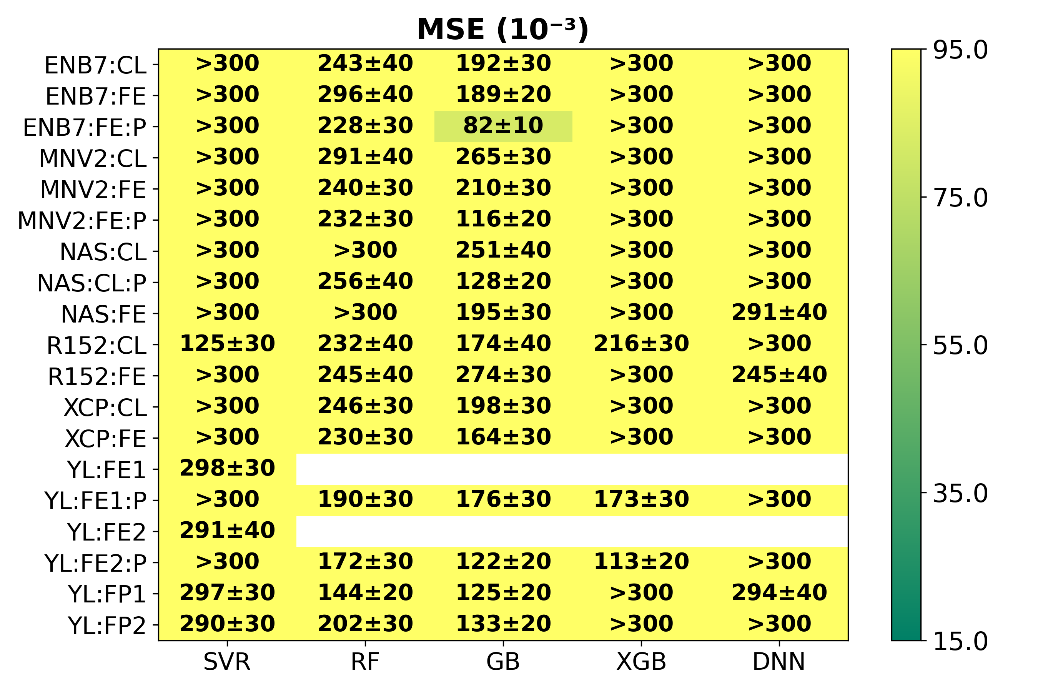 MSE (10⁻³)
ENB7:CL >300 243±40 192±30 >300 >300
ENB7:FE >300 296±40 189±20 >300 >300
ENB7:FE:P >300 228±30 82±10 >300 >300
MNV2:CL >300 291±40 265±30 >300 >300
MNV2:FE >300 240±30 210±30 >300 >300
MNV2:FE:P >300 232±30 116±20 >300 >300
NAS:CL >300 >300 251±40 >300 >300
NAS:CL:P >300 256±40 128±20 >300 >300
NAS:FE >300 >300 195±30 >300 291±40
R152:CL 125±30 232±40 174±40 216±30 >300
R152:FE >300 245±40 274±30 >300 245±40
XCP:CL >300 246±30 198±30 >300 >300
XCP:FE >300 230±30 164±30 >300 >300
YL:FE1 298±30
YL:FE1:P >300 190±30 176±30 173±30 >300
YL:FE2 291±40
YL:FE2:P >300 172±30 122±20 113±20 >300
YL:FP1 297±30 144±20 125±20 >300 294±40
YL:FP2 290±30 202±30 133±20 >300 >300
SVR RF GB XGB DNN
95.0
75.0
55.0
35.0
15.0